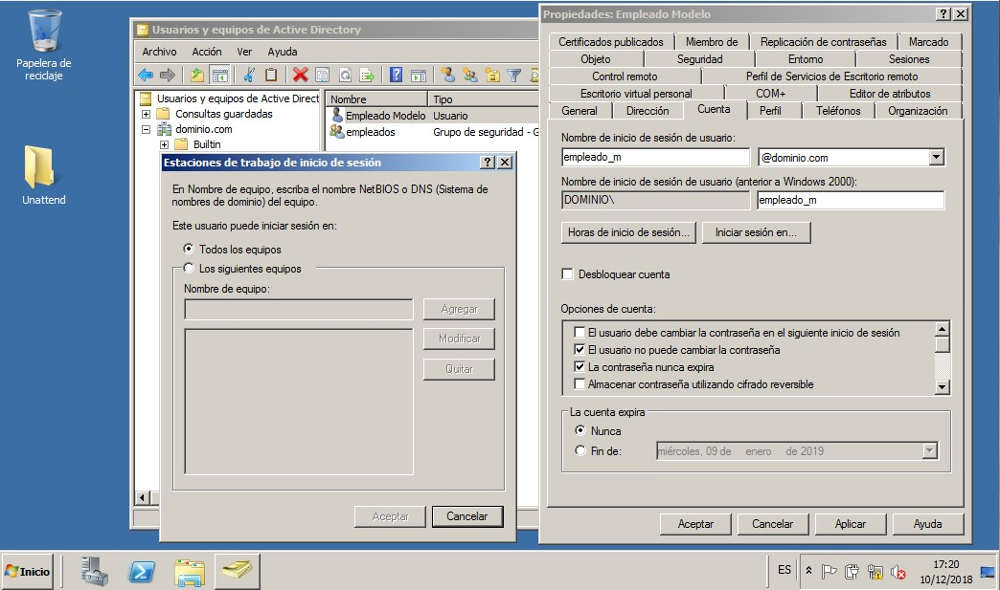 Papelera de
reciclaje
Unattend
Usuarios y equipos de Active Directory
Archivo Acción Ver Ayuda
Usuarios y equipos de Active Direct
Consultas guardadas
dominio.com
Builtin
Nombre Tipo
Empleado Modelo Usuario
empleados Grupo de seguridad - G
Estaciones de trabajo de inicio de sesión
En Nombre de equipo, escriba el nombre NetBIOS o DNS (Sistema de
nombres de dominio) del equipo.
Este usuario puede iniciar sesión en:
Todos los equipos
Los siguientes equipos
Nombre de equipo:
Agregar
Modificar
Quitar
Aceptar Cancelar
Propiedades: Empleado Modelo
Certificados publicados Miembro de Replicación de contraseñas Marcado
Objeto Seguridad Entorno Sesiones
Control remoto Perfil de Servicios de Escritorio remoto
Escritorio virtual personal COM+ Editor de atributos
General Dirección Cuenta Perfil Teléfonos Organización
Nombre de inicio de sesión de usuario:
empleado_m @dominio.com
Nombre de inicio de sesión de usuario (anterior a Windows 2000):
DOMINIO\ empleado_m
Horas de inicio de sesión... Iniciar sesión en...
Desbloquear cuenta
Opciones de cuenta:
El usuario debe cambiar la contraseña en el siguiente inicio de sesión
El usuario no puede cambiar la contraseña
La contraseña nunca expira
Almacenar contraseña utilizando cifrado reversible
La cuenta expira
Nunca
Fin de: miércoles, 09 de enero de 2019
Aceptar Cancelar Aplicar Ayuda
Inicio
ES
17:20
10/12/2018